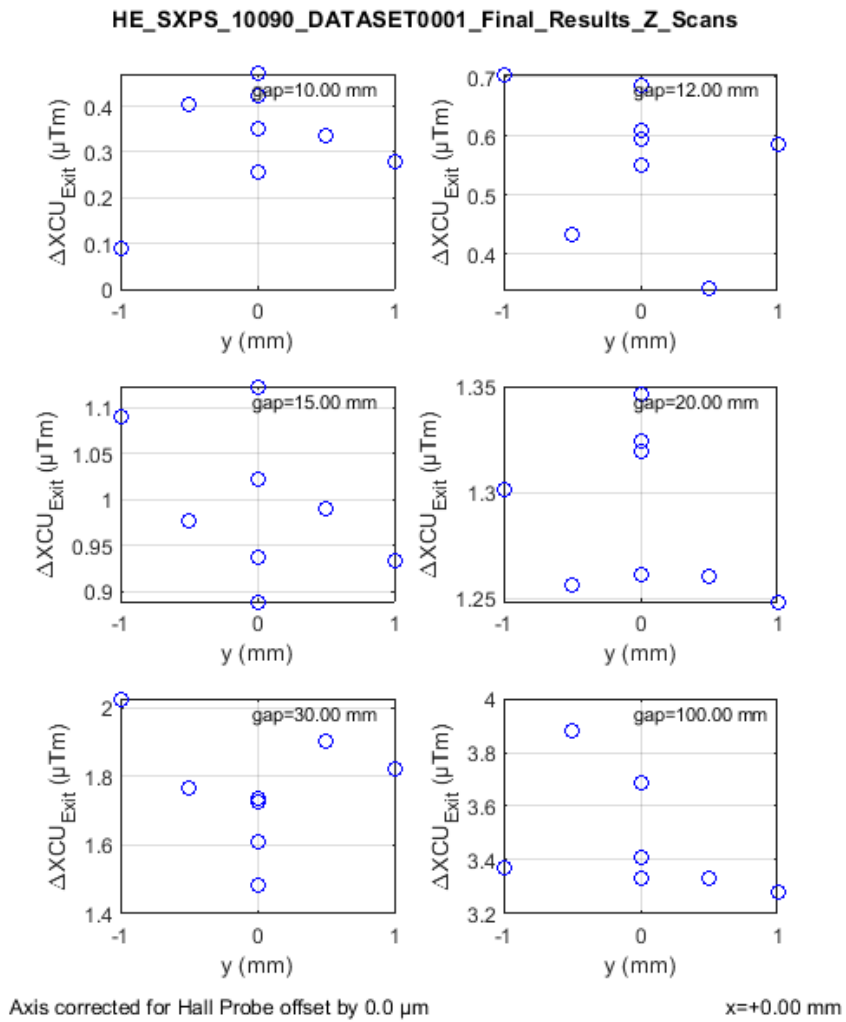 HE_SXPS_10090_DATASET0001_Final_Results_Z_Scans
gap=10.00 mm
ΔXCU_Exit (µTm)
0.4
0.3
0.2
0.1
0
-1 0 1
y (mm)
gap=12.00 mm
ΔXCU_Exit (µTm)
0.7
0.6
0.5
0.4
-1 0 1
y (mm)
gap=15.00 mm
ΔXCU_Exit (µTm)
1.1
1.05
1
0.95
0.9
-1 0 1
y (mm)
gap=20.00 mm
ΔXCU_Exit (µTm)
1.35
1.3
1.25
-1 0 1
y (mm)
gap=30.00 mm
ΔXCU_Exit (µTm)
2
1.8
1.6
1.4
-1 0 1
y (mm)
gap=100.00 mm
ΔXCU_Exit (µTm)
4
3.8
3.6
3.4
3.2
-1 0 1
y (mm)
Axis corrected for Hall Probe offset by 0.0 µm
x=+0.00 mm